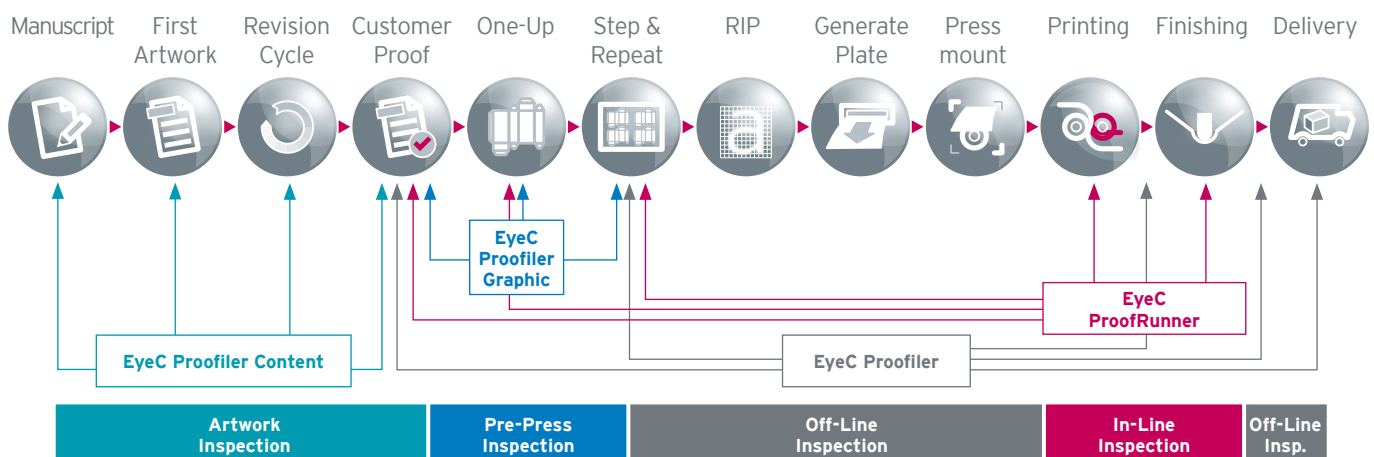 Manuscript
First
Artwork
Revision
Cycle
Customer
Proof
One-Up
Step &
Repeat
RIP
Generate
Plate
Press
mount
Printing
Finishing
Delivery
a
EyeC
Proofiler
Graphic
EyeC
ProofRunner
EyeC Proofiler Content
EyeC Proofiler
Artwork
Inspection
Pre-Press
Inspection
Off-Line
Inspection
In-Line
Inspection
Off-Line
Insp.